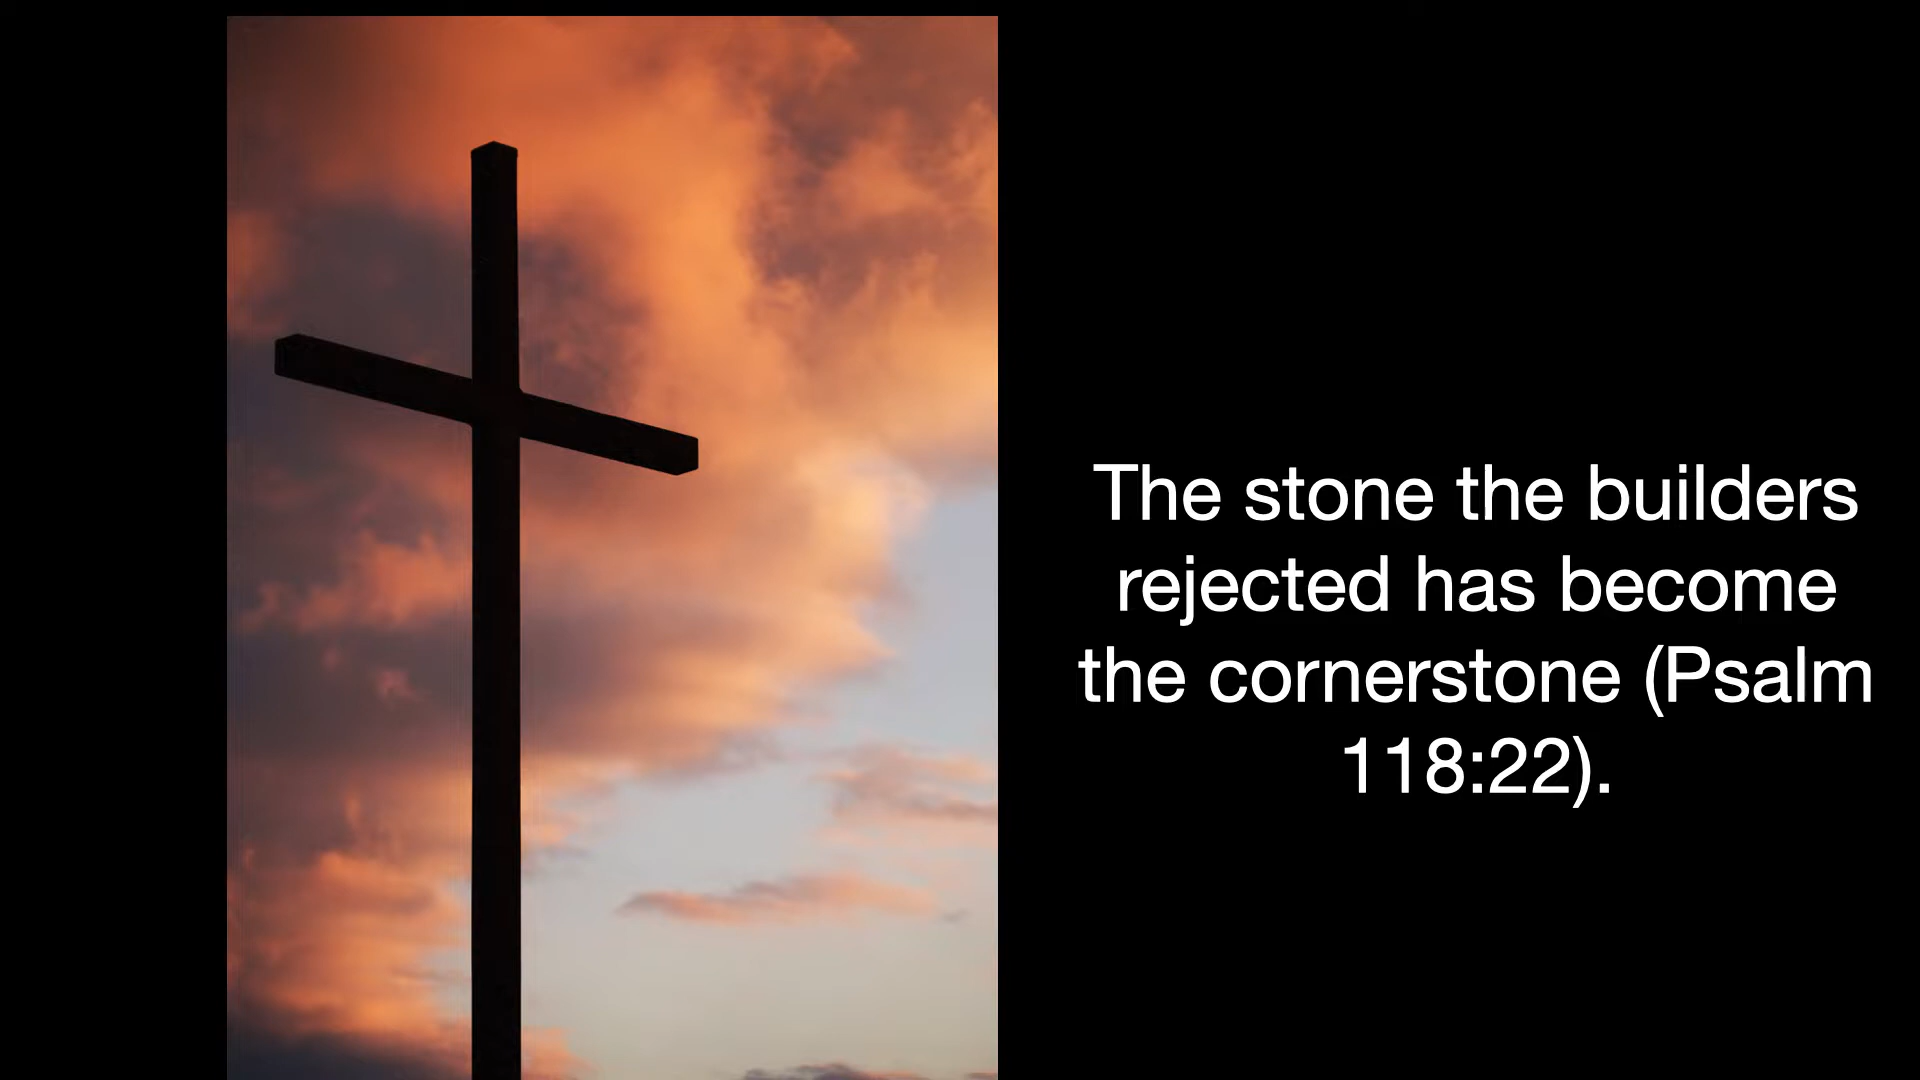 The stone the builders
rejected has become
the cornerstone (Psalm
118:22).